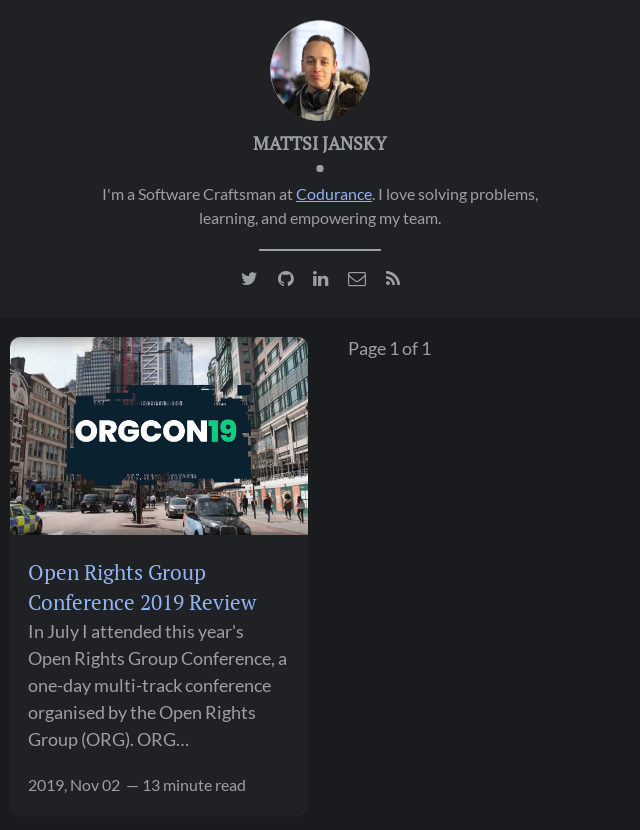 MATTSI JANSKY
I'm a Software Craftsman at Codurance. I love solving problems,
learning, and empowering my team.
Page 1 of 1
ORGCON19
Open Rights Group
Conference 2019 Review
In July I attended this year's
Open Rights Group Conference, a
one-day multi-track conference
organised by the Open Rights
Group (ORG). ORG…
2019, Nov 02 — 13 minute read